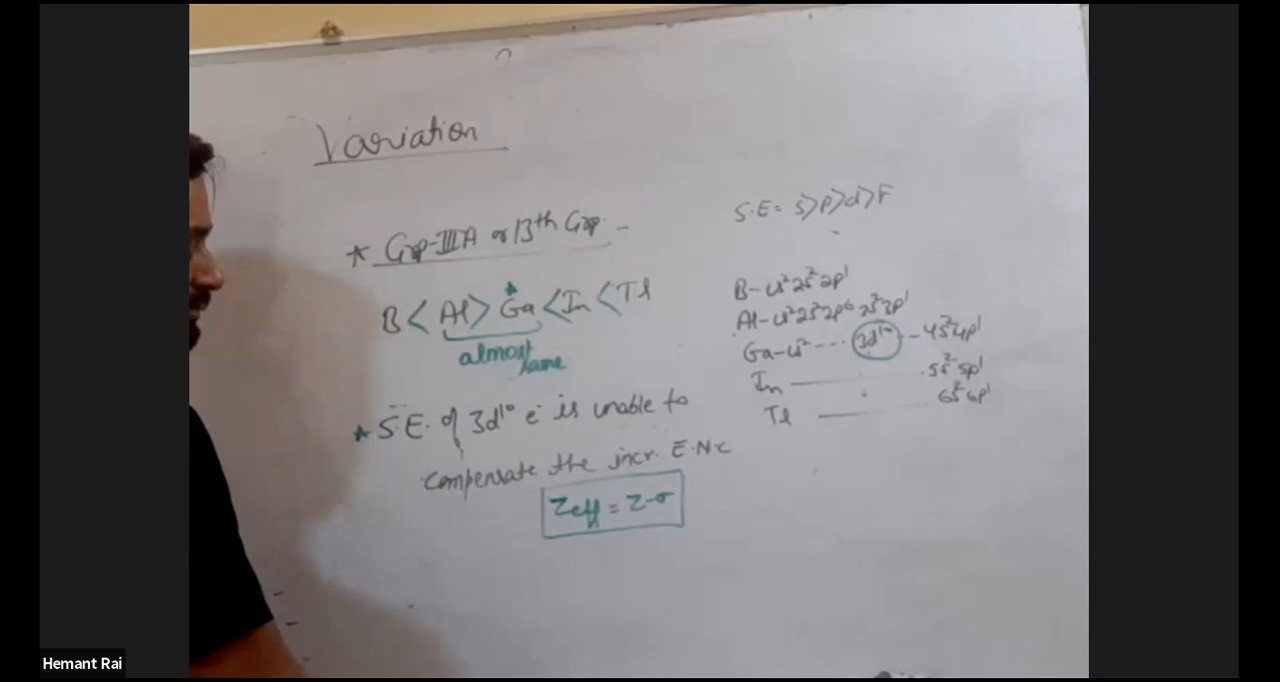 Variation
* Grp-IIIA or 13th Grp. -
B < Al > Ga < In < Tl
almost
same
* S.E. of 3d¹⁰ e⁻ is unable to
compensate the incr. E.N.C
Zeff = Z-σ
S.E = s>p>d>F
B-1s²2s²2p¹
Al-1s²2s²2p⁶3s²3p¹
Ga-1s²---- 3d¹⁰ --4s²4p¹
In 5s²5p¹
Tl 6s²6p¹
Hemant Rai